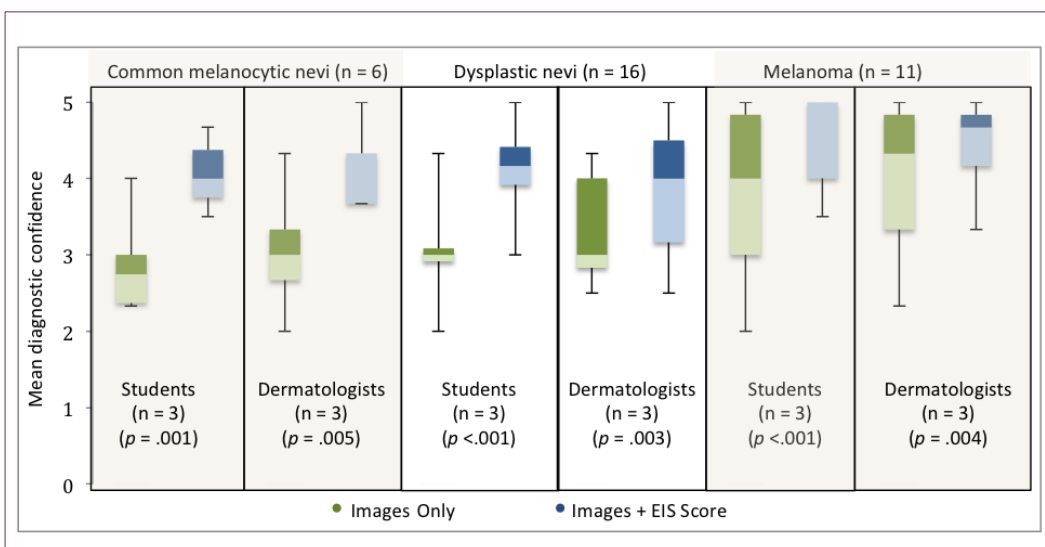 Common melanocytic nevi (n = 6)
Dysplastic nevi (n = 16)
Melanoma (n = 11)
Mean diagnostic confidence
5
4
3
2
1
0
Students
(n = 3)
(p = .001)
Dermatologists
(n = 3)
(p = .005)
Students
(n = 3)
(p <.001)
Dermatologists
(n = 3)
(p = .003)
Students
(n = 3)
(p <.001)
Dermatologists
(n = 3)
(p = .004)
Images Only
Images + EIS Score